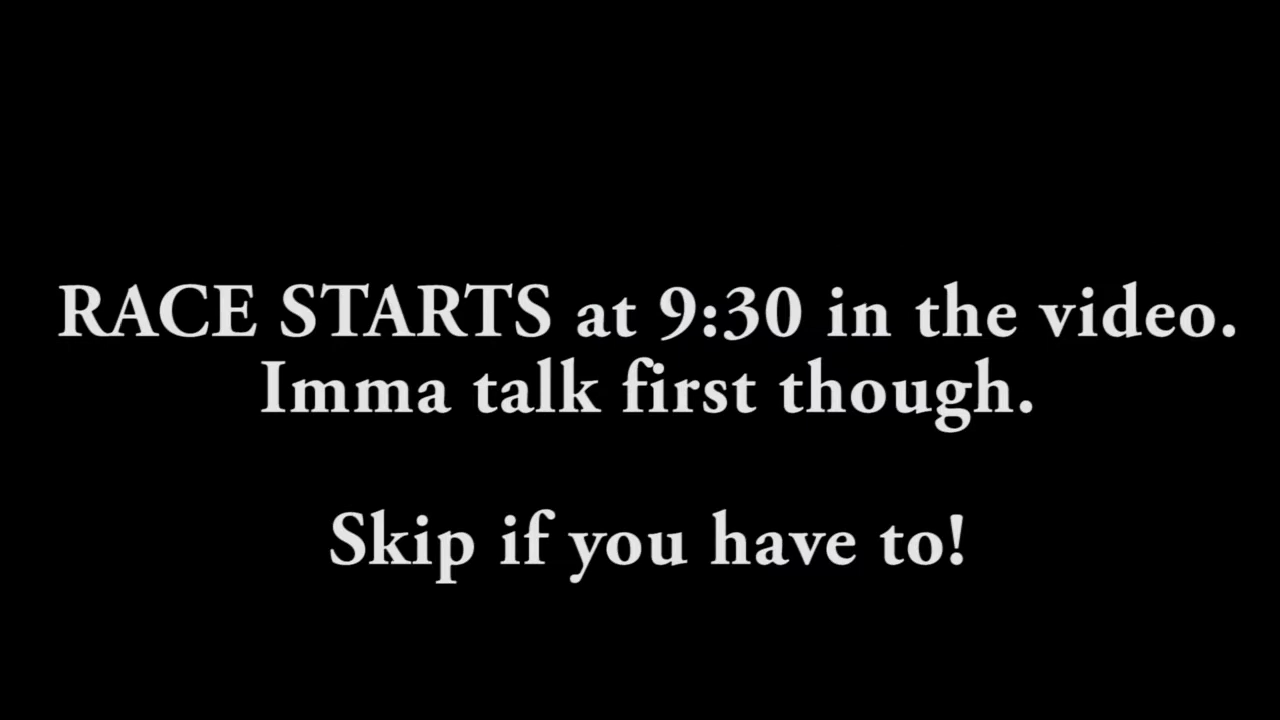 RACE STARTS at 9:30 in the video.
Imma talk first though.
Skip if you have to!